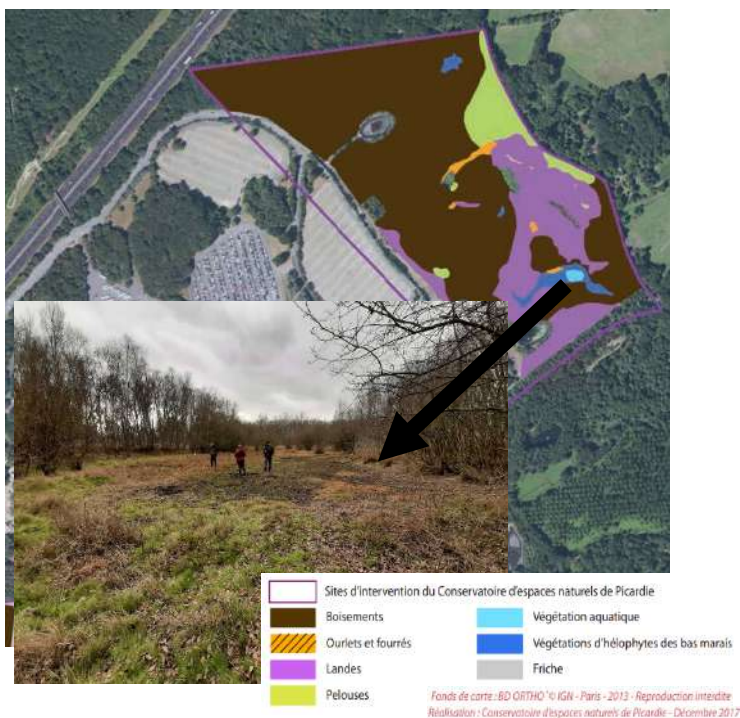 Sites d'intervention du Conservatoire d'espaces naturels de Picardie
Boisements
Ourlets et fourrés
Landes
Pelouses
Végétation aquatique
Végétations d'hélophytes des bas marais
Friche
Fonds de carte : BD ORTHO ® IGN - Paris - 2013 - Reproduction interdite
Réalisation : Conservatoire d'espaces naturels de Picardie - Décembre 2017